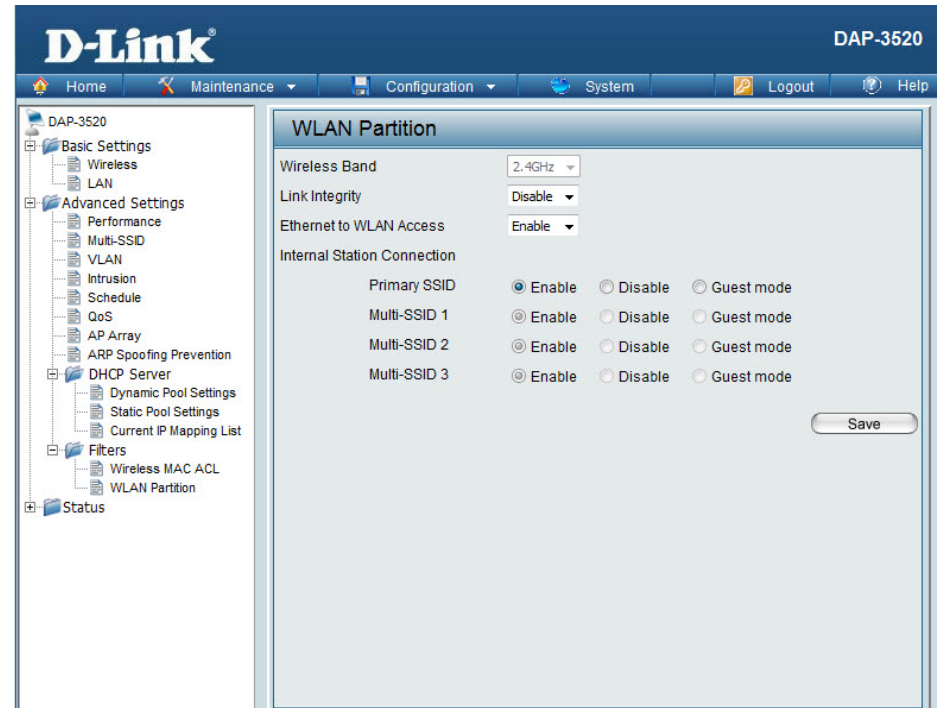 D-Link®
DAP-3520
Home Maintenance Configuration System Logout Help
DAP-3520
Basic Settings
Wireless
LAN
Advanced Settings
Performance
Multi-SSID
VLAN
Intrusion
Schedule
QoS
AP Array
ARP Spoofing Prevention
DHCP Server
Dynamic Pool Settings
Static Pool Settings
Current IP Mapping List
Filters
Wireless MAC ACL
WLAN Partition
Status
WLAN Partition
Wireless Band 2.4GHz
Link Integrity Disable
Ethernet to WLAN Access Enable
Internal Station Connection
Primary SSID Enable Disable Guest mode
Multi-SSID 1 Enable Disable Guest mode
Multi-SSID 2 Enable Disable Guest mode
Multi-SSID 3 Enable Disable Guest mode
Save